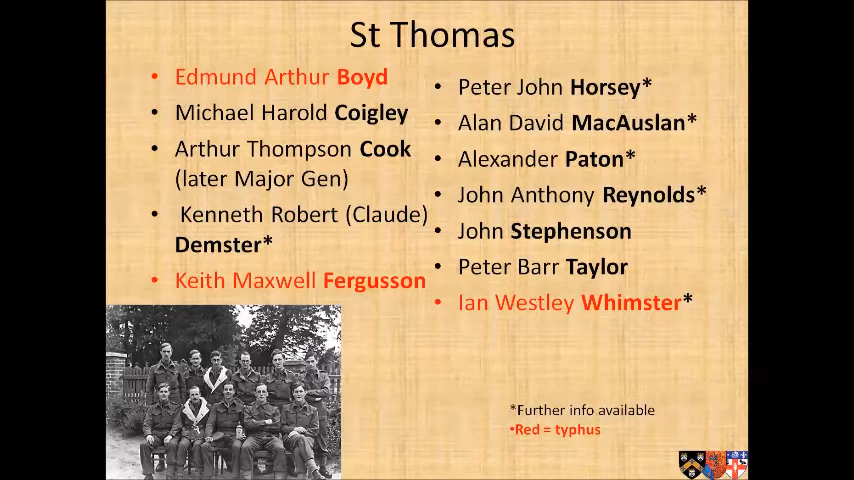 St Thomas
• Edmund Arthur Boyd
• Michael Harold Coigley
• Arthur Thompson Cook
(later Major Gen)
• Kenneth Robert (Claude)
Demster*
• Keith Maxwell Fergusson
• Peter John Horsey*
• Alan David MacAuslan*
• Alexander Paton*
• John Anthony Reynolds*
• John Stephenson
• Peter Barr Taylor
• Ian Westley Whimster*
*Further info available
•Red = typhus